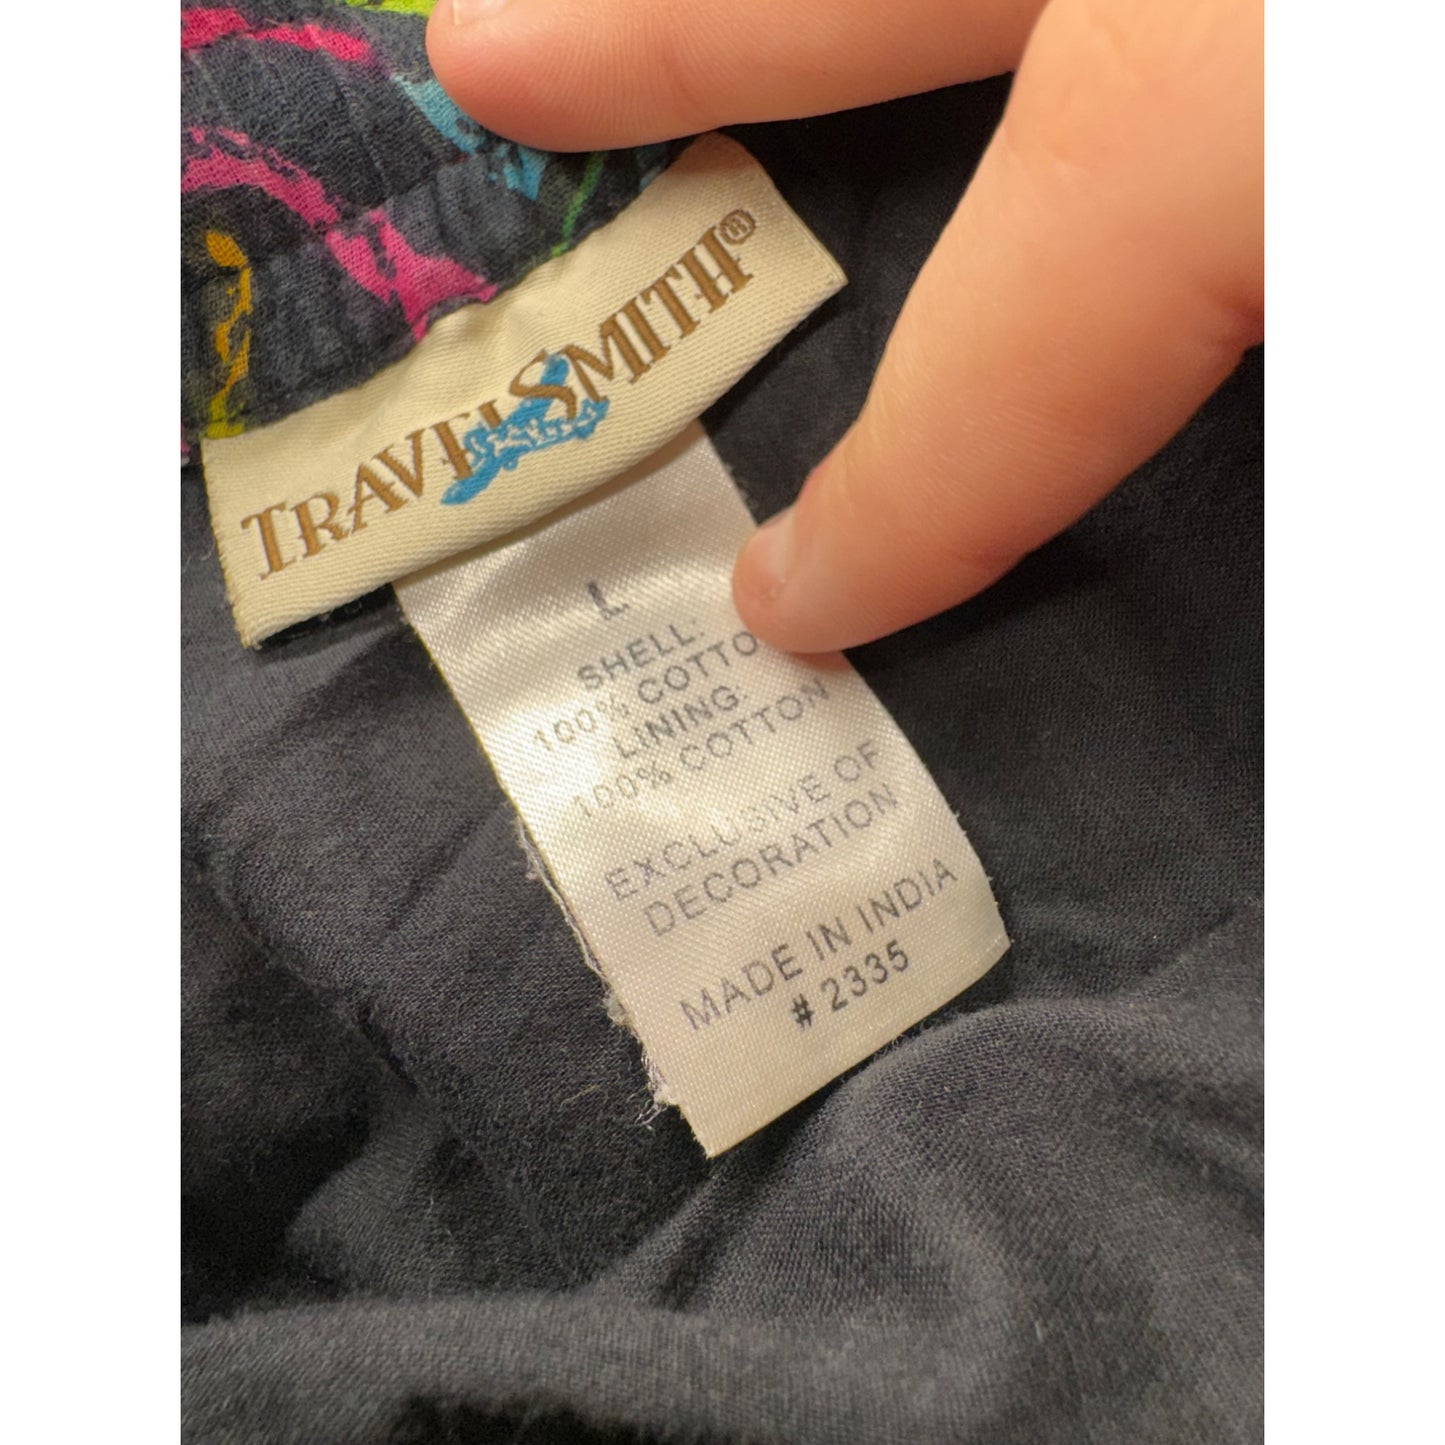 TRAVELSMITH®
L
SHELL:
100% COTTO
LINING:
100% COTTON
EXCLUSIVE OF
DECORATION
MADE IN INDIA
# 2335